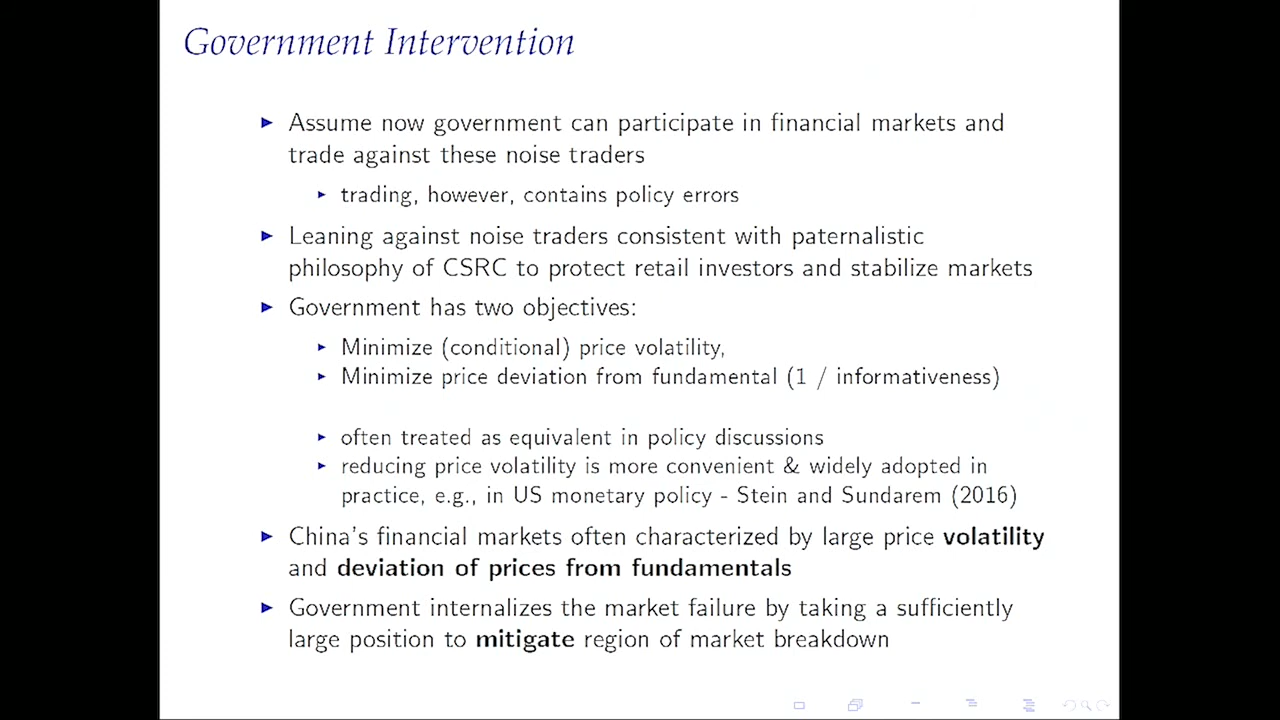 Government Intervention
► Assume now government can participate in financial markets and
trade against these noise traders
► trading, however, contains policy errors
► Leaning against noise traders consistent with paternalistic
philosophy of CSRC to protect retail investors and stabilize markets
► Government has two objectives:
► Minimize (conditional) price volatility,
► Minimize price deviation from fundamental (1 / informativeness)
► often treated as equivalent in policy discussions
► reducing price volatility is more convenient & widely adopted in
practice, e.g., in US monetary policy - Stein and Sundarem (2016)
► China's financial markets often characterized by large price volatility
and deviation of prices from fundamentals
► Government internalizes the market failure by taking a sufficiently
large position to mitigate region of market breakdown